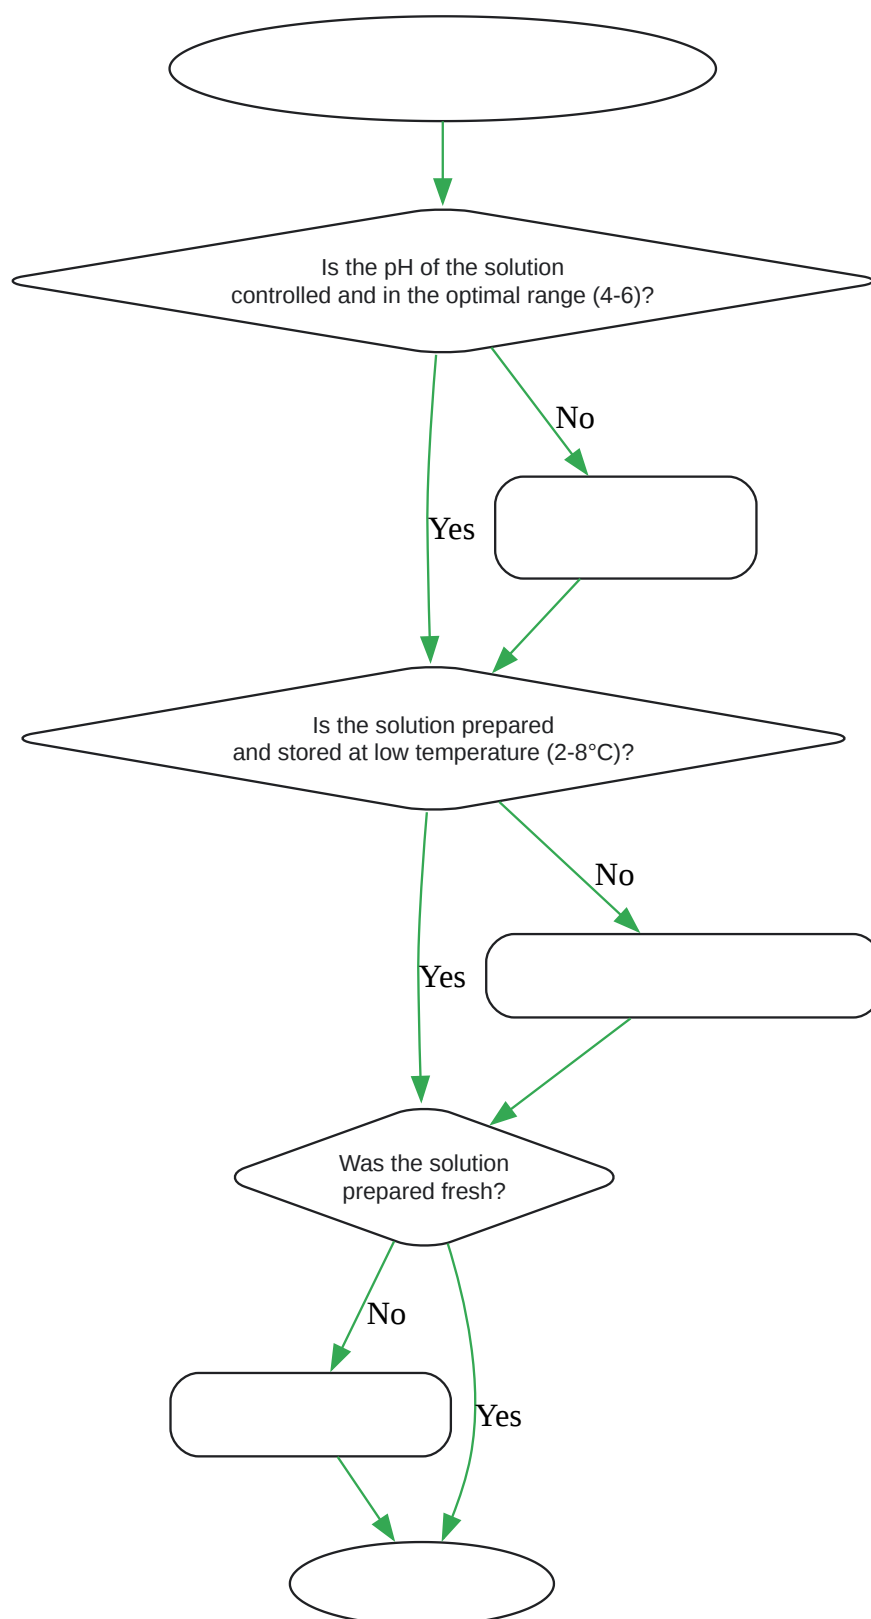 Is the pH of the solution
controlled and in the optimal range (4-6)?
No
Yes
Is the solution prepared
and stored at low temperature (2-8°C)?
No
Yes
Was the solution
prepared fresh?
No
Yes